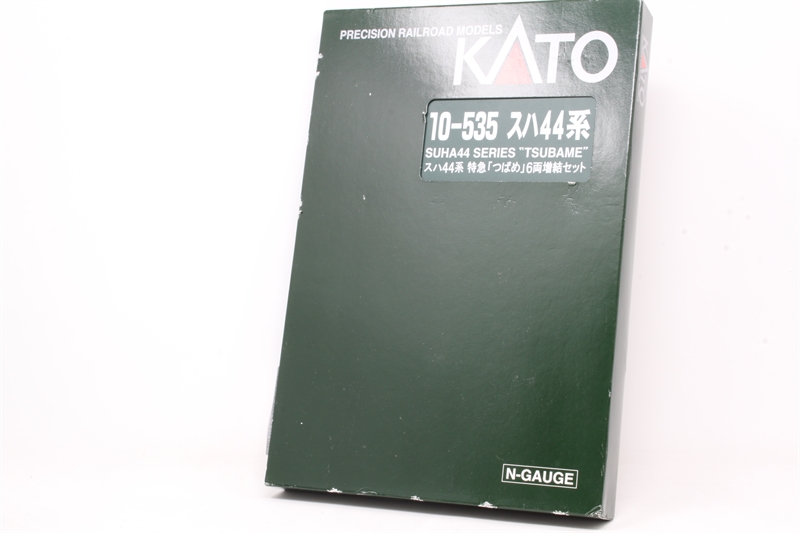 PRECISION RAILROAD MODELS
KATO
10-535 スハ44系
SUHA44 SERIES "TSUBAME"
スハ44系 特急「つばめ」6両増結セット
N-GAUGE
KATO